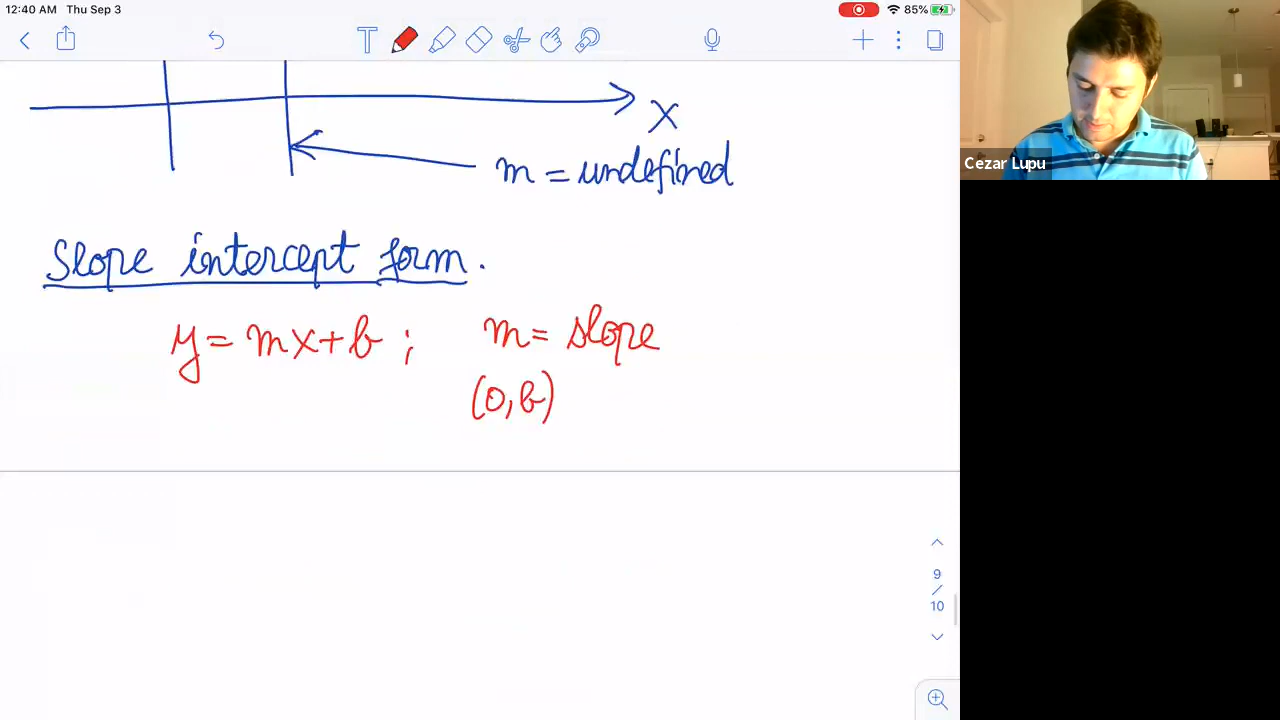 12:40 AM Thu Sep 3
85%
T
x
m = undefined
Slope intercept form.
y = mx + b ; m = slope
(0, b)
9
/
10
Cezar Lupu